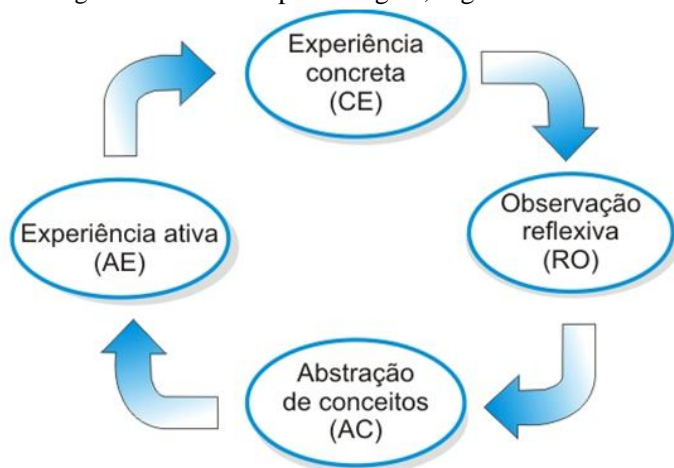 Experiência
concreta
(CE)
Observação
reflexiva
(RO)
Abstração
de conceitos
(AC)
Experiência ativa
(AE)